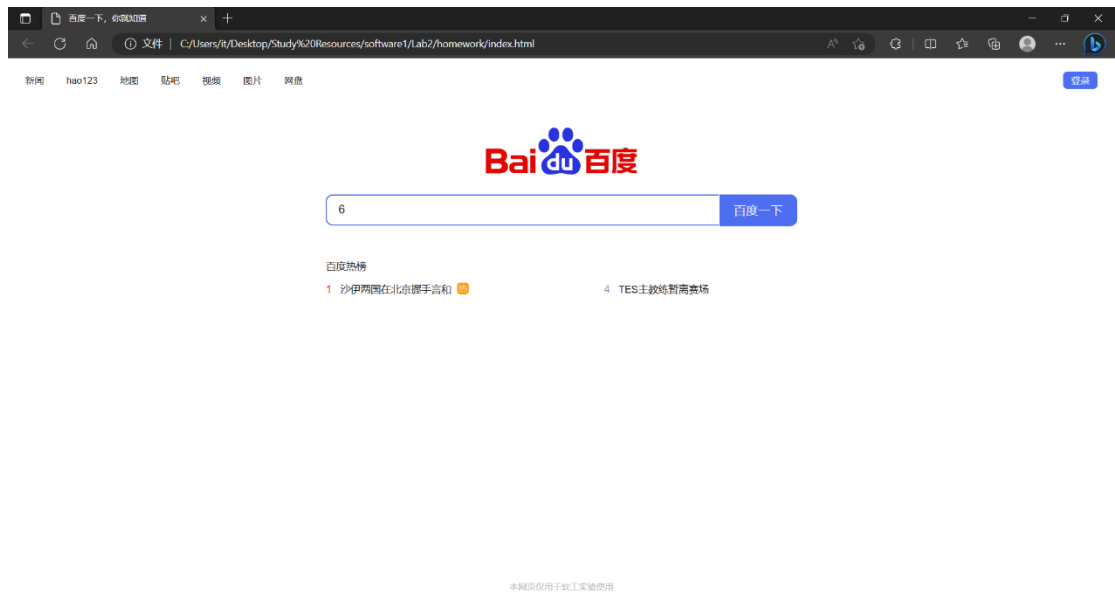 百度一下，你就知道
文件 | C:/Users/it/Desktop/Study%20Resources/software1/Lab2/homework/index.html
新闻 hao123 地图 贴吧 视频 图片 网盘 登录
Bai du 百度
6 百度一下
百度热榜
1 沙伊两国在北京握手言和 热 4 TES主教练暂离赛场
本网页仅用于软工实验使用